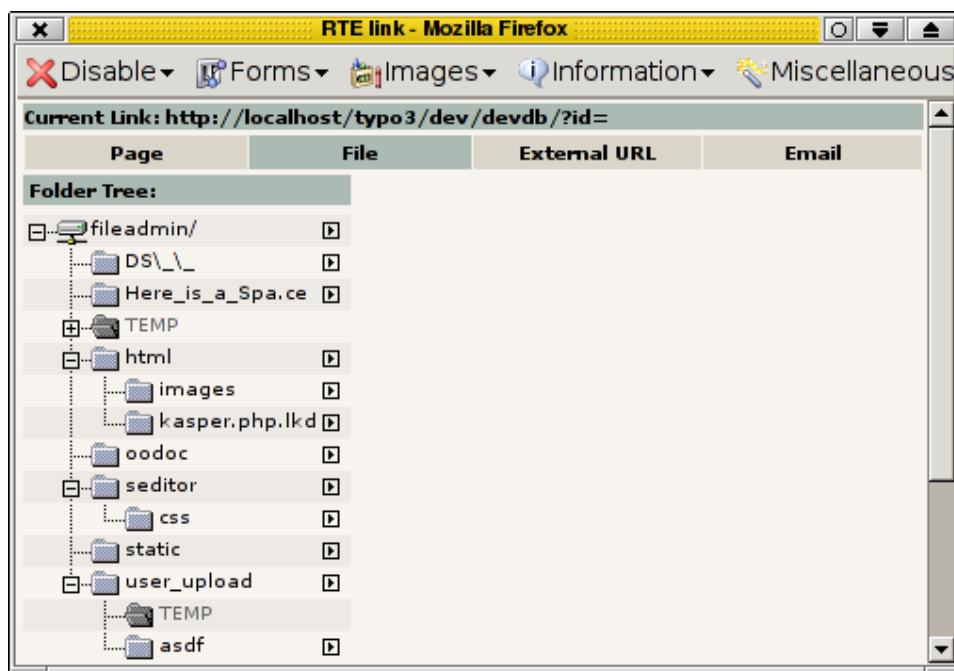 RTE link - Mozilla Firefox
Disable Forms Images Information Miscellaneous
Current Link: http://localhost/typo3/dev/devdb/?id=
Page File External URL Email
Folder Tree:
fileadmin/
DS\_\_
Here_is_a_Spa.ce
TEMP
html
images
kasper.php.lkd
oodoc
seditor
css
static
user_upload
TEMP
asdf